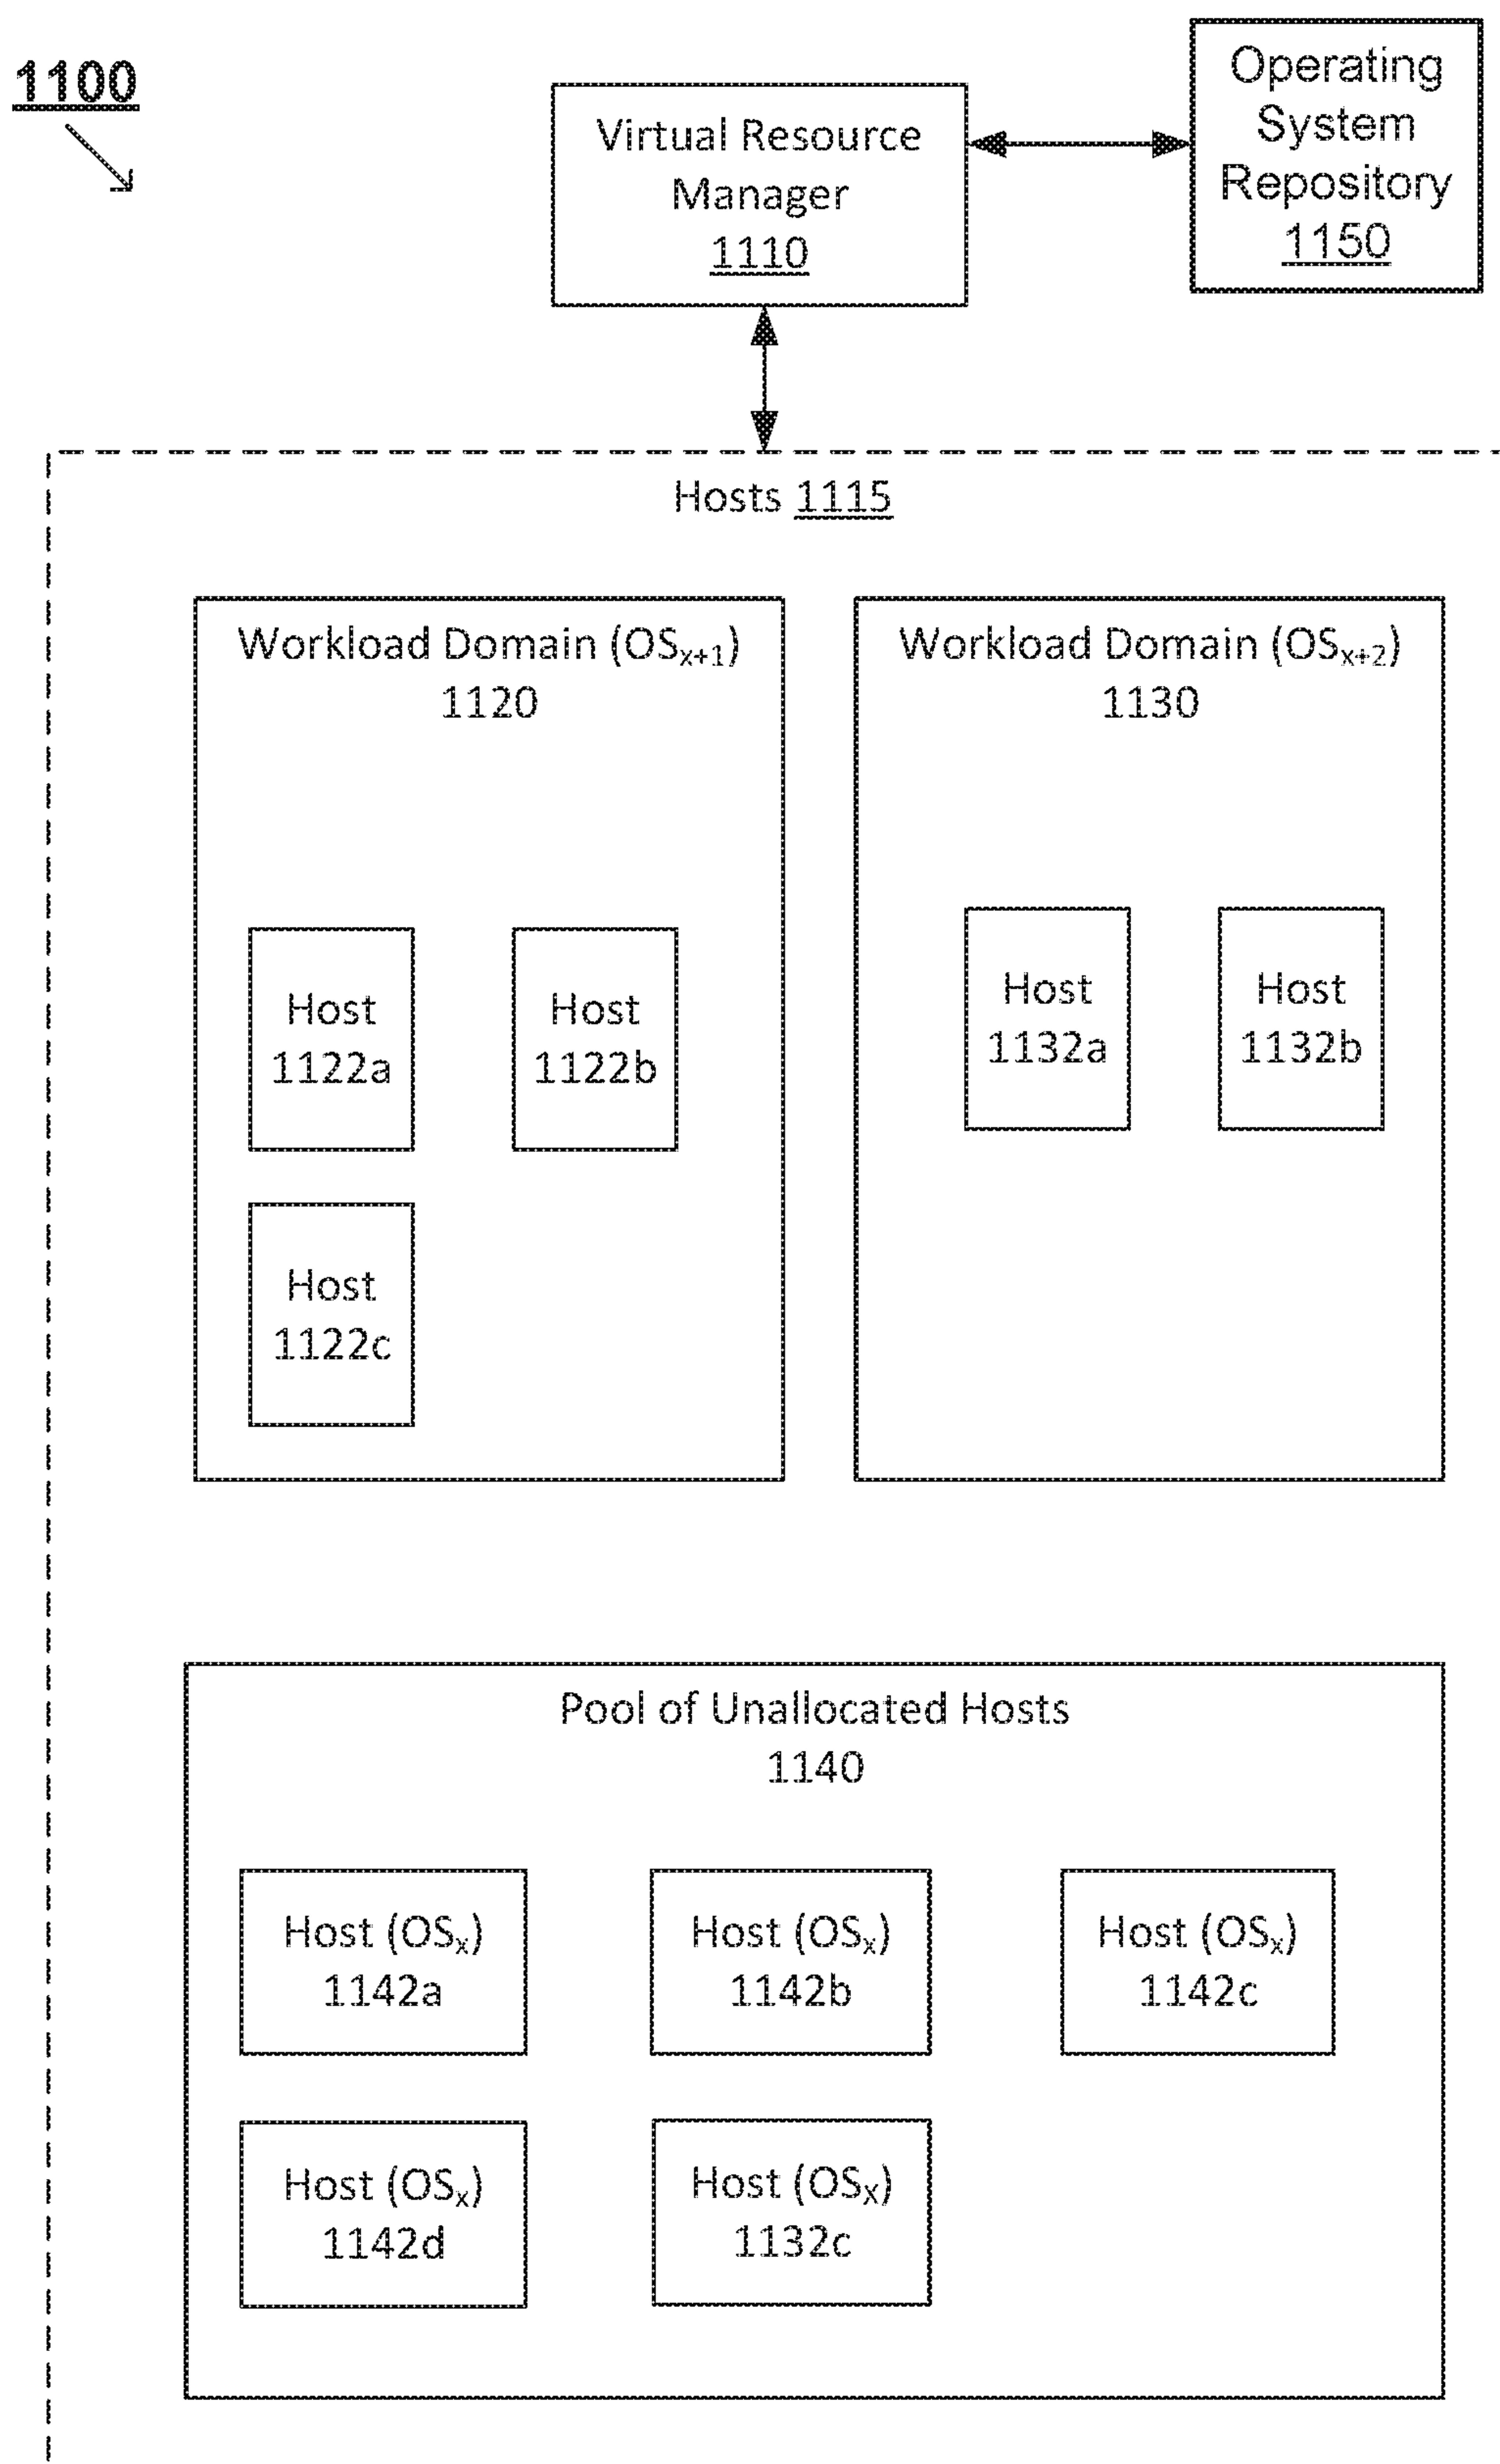 1100
Virtual Resource
Manager
1110
Operating
System
Repository
1150
Hosts 1115
Workload Domain (OSx+1)
1120
Host
1122a
Host
1122b
Host
1122c
Workload Domain (OSx+2)
1130
Host
1132a
Host
1132b
Pool of Unallocated Hosts
1140
Host (OSx)
1142a
Host (OSx)
1142b
Host (OSx)
1142c
Host (OSx)
1142d
Host (OSx)
1132c